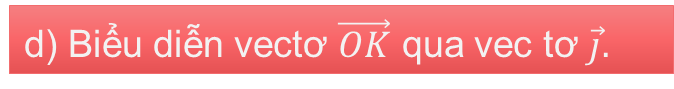 d) Biểu diễn vectơ $\overrightarrow{OK}$ qua vec tơ $\vec{j}$.